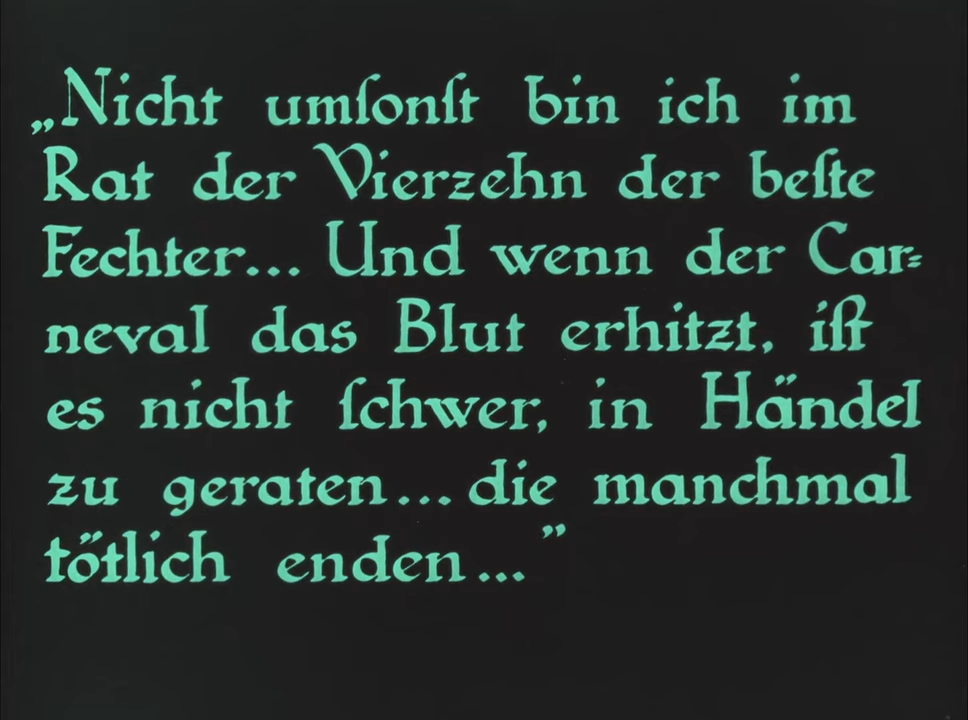 „Nicht umſonſt bin ich im
Rat der Vierzehn der beſte
Fechter... Und wenn der Car⸗
neval das Blut erhitzt, iſt
es nicht ſchwer, in Händel
zu geraten... die manchmal
tötlich enden...”